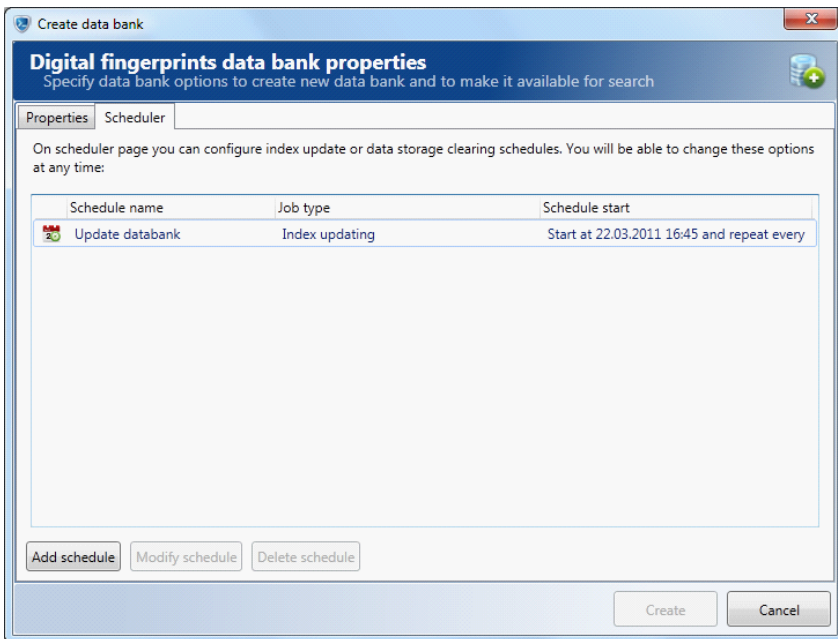 Create data bank
Digital fingerprints data bank properties
Specify data bank options to create new data bank and to make it available for search
Properties Scheduler
On scheduler page you can configure index update or data storage clearing schedules. You will be able to change these options
at any time:
Schedule name Job type Schedule start
Update databank Index updating Start at 22.03.2011 16:45 and repeat every
Add schedule Modify schedule Delete schedule
Create Cancel